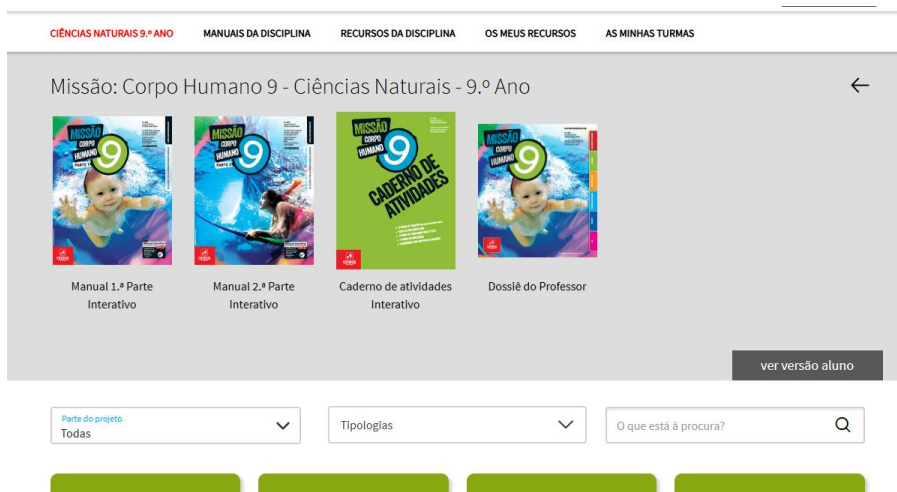 CIÊNCIAS NATURAIS 9.º ANO MANUAIS DA DISCIPLINA RECURSOS DA DISCIPLINA OS MEUS RECURSOS AS MINHAS TURMAS
Missão: Corpo Humano 9 - Ciências Naturais - 9.º Ano
MISSÃO
CORPO
HUMANO 9
MISSÃO
CORPO
HUMANO 9
MISSÃO
CORPO
HUMANO 9
CADERNO DE
ATIVIDADES
MISSÃO
CORPO
HUMANO 9
Manual 1.ª Parte
Interativo
Manual 2.ª Parte
Interativo
Caderno de atividades
Interativo
Dossiê do Professor
ver versão aluno
Parte do projeto
Todas
Tipologias
O que está à procura?